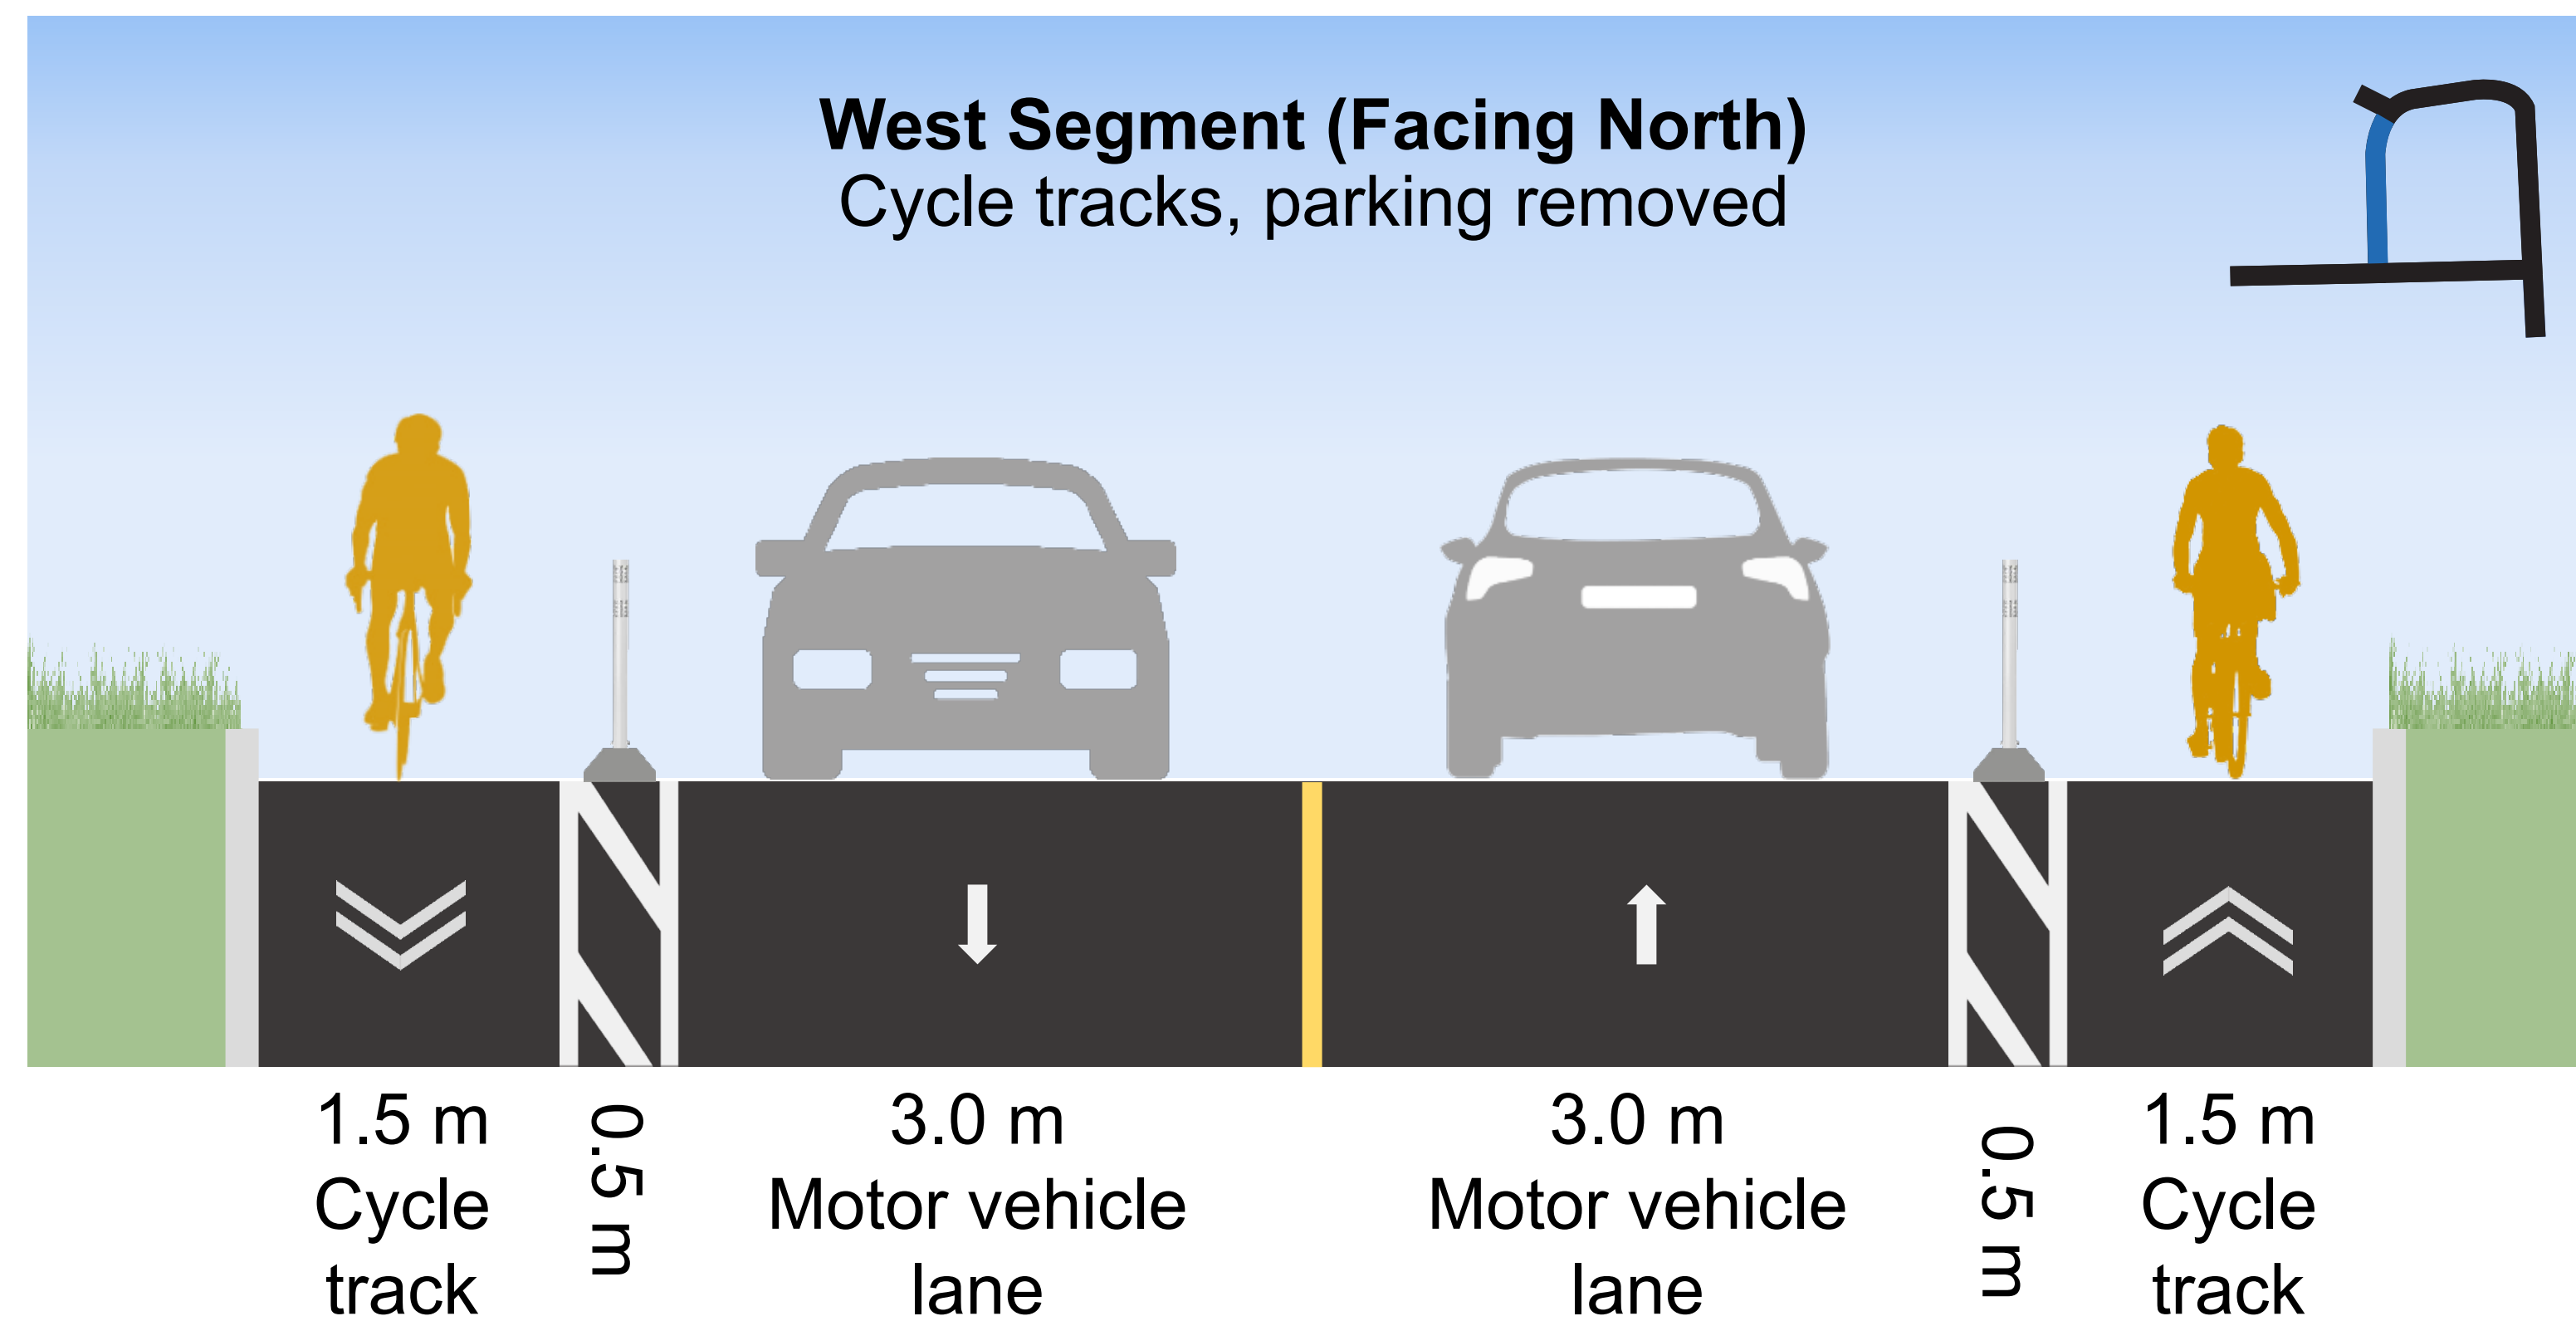 West Segment (Facing North)
Cycle tracks, parking removed
1.5 m
Cycle
track
0.5 m
3.0 m
Motor vehicle
lane
3.0 m
Motor vehicle
lane
0.5 m
1.5 m
Cycle
track